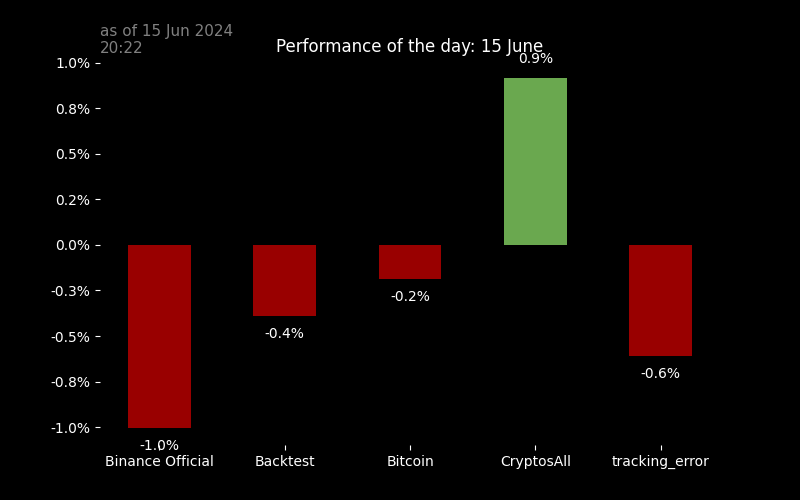 as of 15 Jun 2024
20:22
Performance of the day: 15 June
1.0%
0.8%
0.5%
0.2%
0.0%
-0.3%
-0.5%
-0.8%
-1.0%
-1.0%
-0.4%
-0.2%
0.9%
-0.6%
Binance Official
Backtest
Bitcoin
CryptosAll
tracking_error